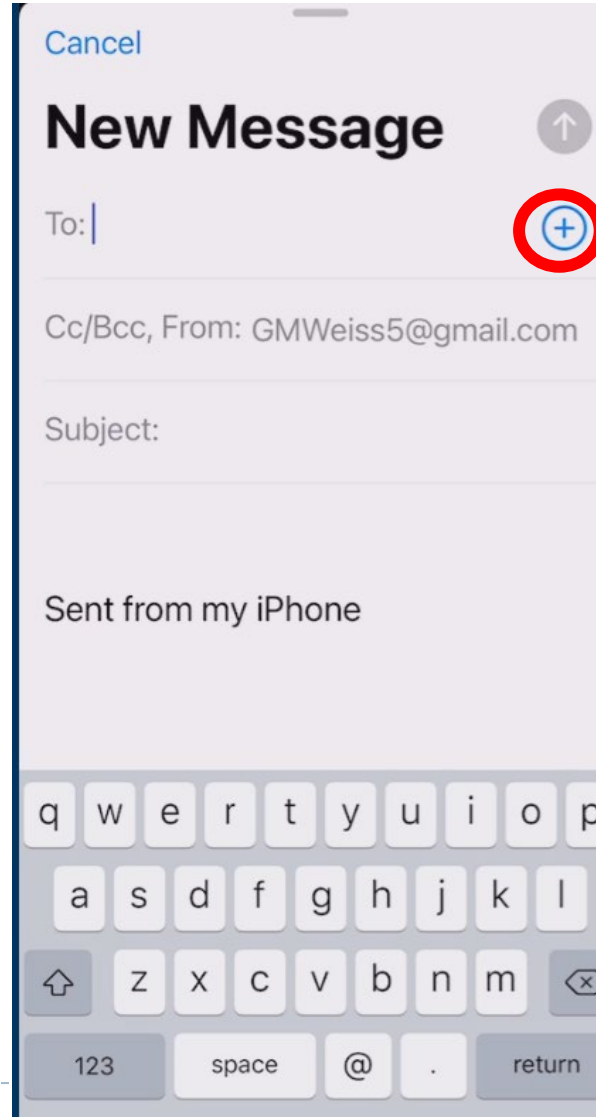 Cancel
New Message
To:
Cc/Bcc, From: GMWeiss5@gmail.com
Subject:
Sent from my iPhone
q w e r t y u i o p
a s d f g h j k l
z x c v b n m
123 space @ . return